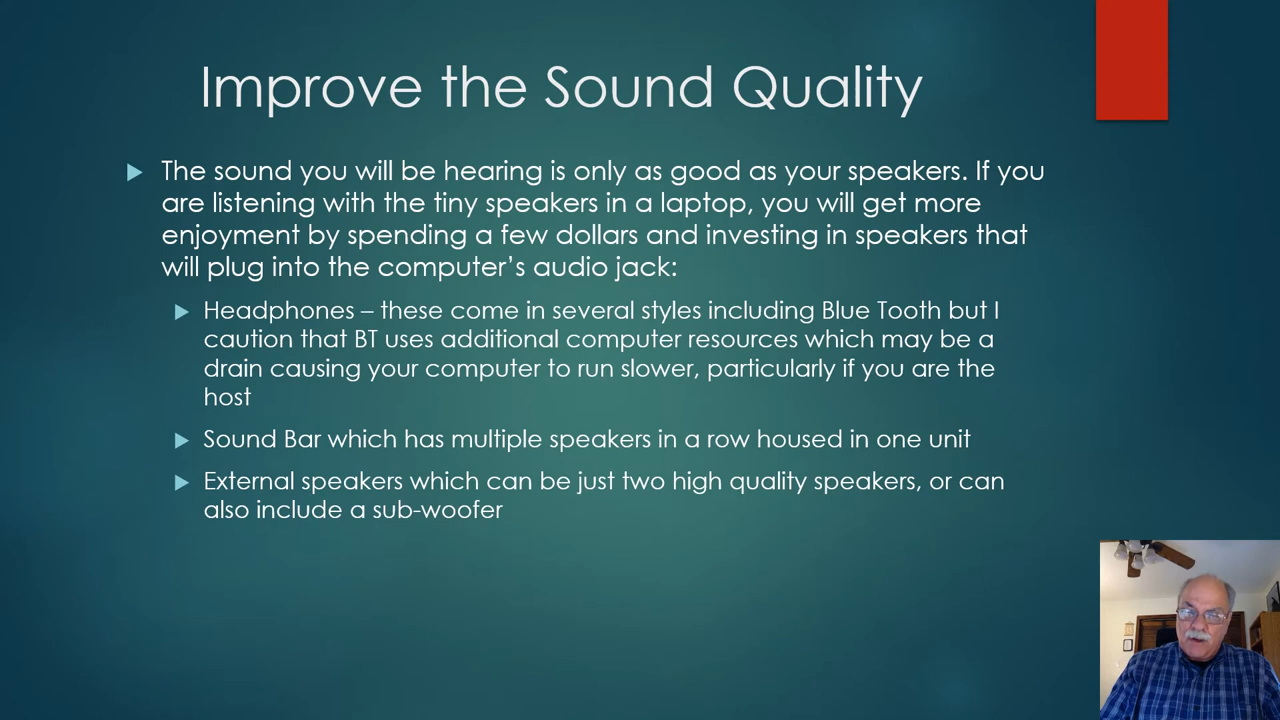 Improve the Sound Quality
The sound you will be hearing is only as good as your speakers. If you
are listening with the tiny speakers in a laptop, you will get more
enjoyment by spending a few dollars and investing in speakers that
will plug into the computer’s audio jack:
Headphones – these come in several styles including Blue Tooth but I
caution that BT uses additional computer resources which may be a
drain causing your computer to run slower, particularly if you are the
host
Sound Bar which has multiple speakers in a row housed in one unit
External speakers which can be just two high quality speakers, or can
also include a sub-woofer